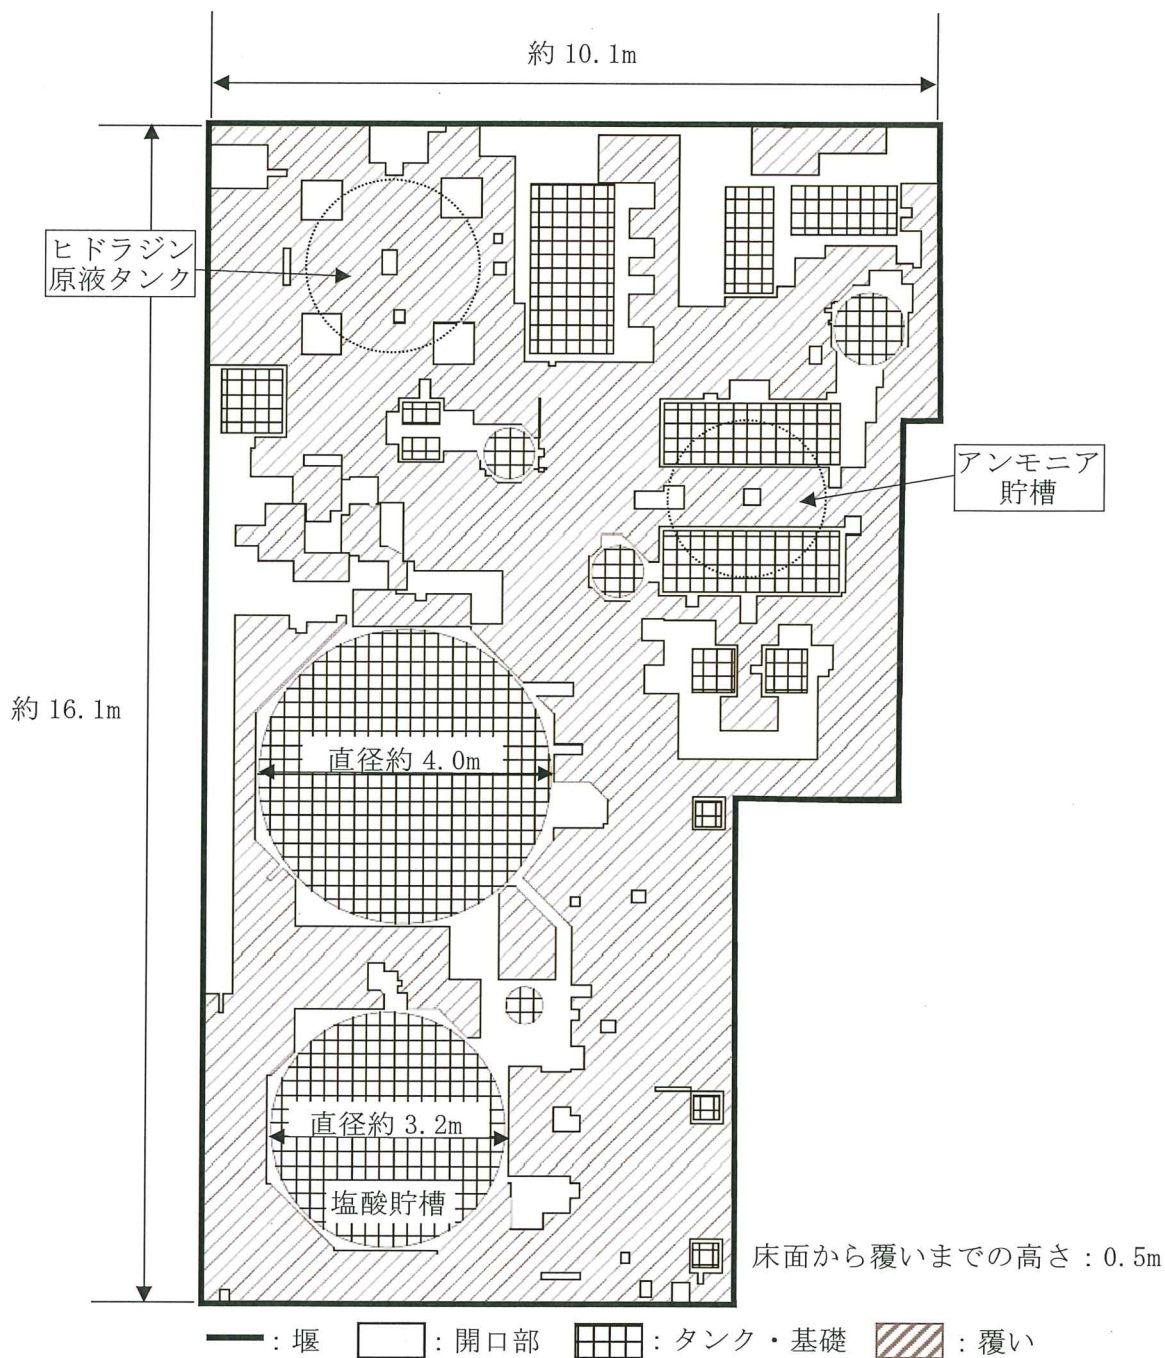 約 10.1m
ヒドラジン
原液タンク
アンモニア
貯槽
約 16.1m
直径約 4.0m
直径約 3.2m
塩酸貯槽
床面から覆いまでの高さ：0.5m
：堰　：開口部　：タンク・基礎　：覆い